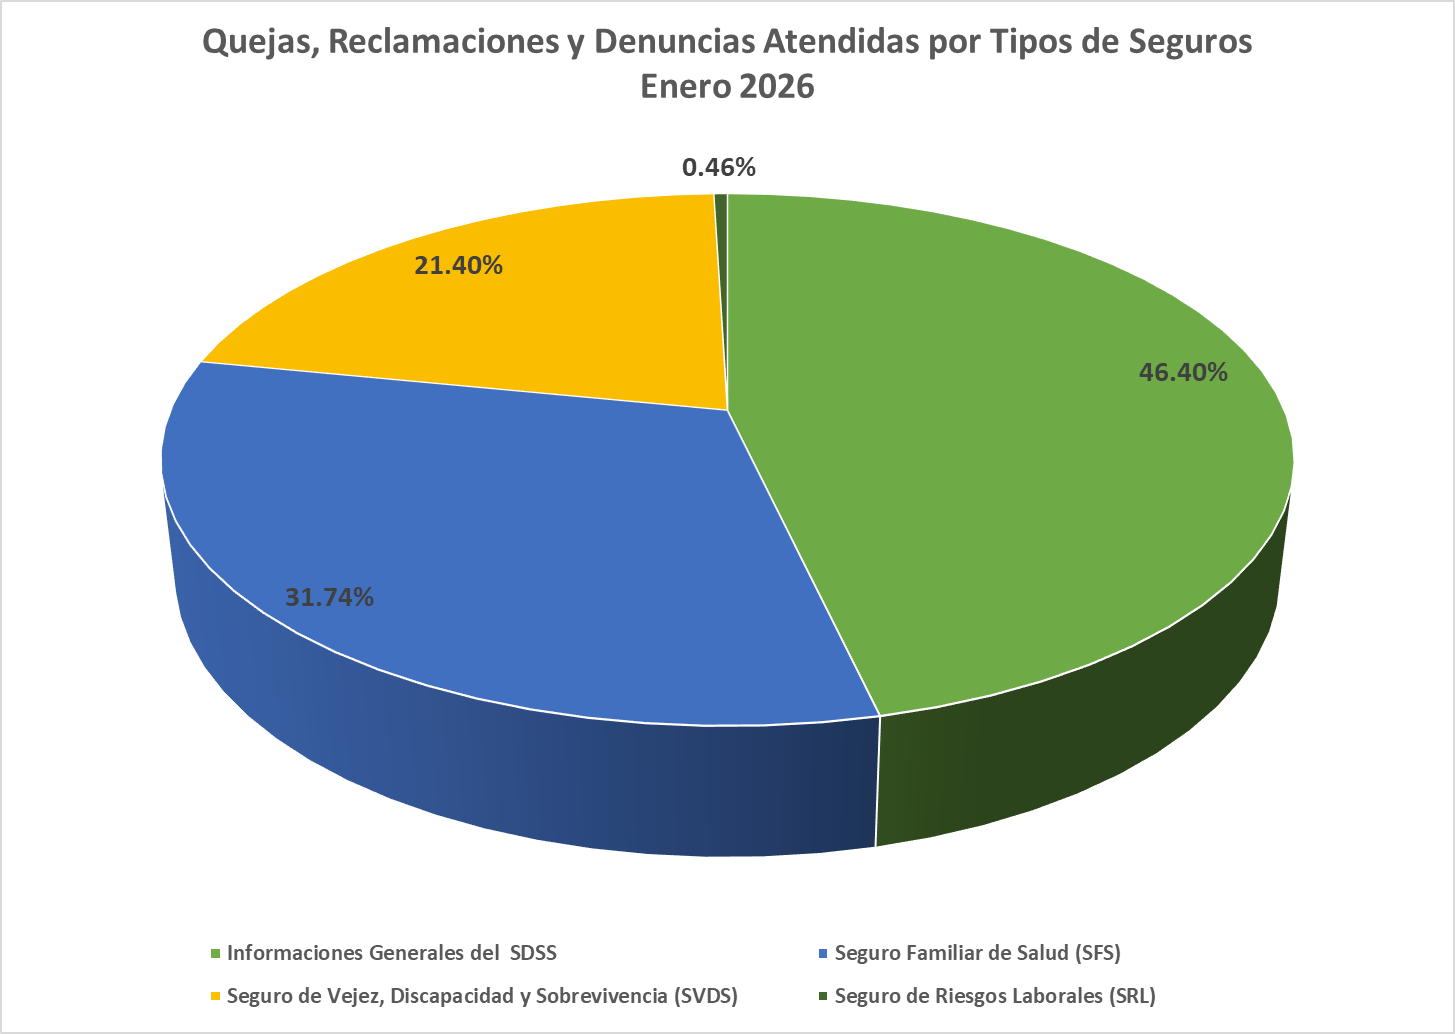 Quejas, Reclamaciones y Denuncias Atendidas por Tipos de Seguros
Enero 2026
0.46%
21.40%
46.40%
31.74%
Informaciones Generales del  SDSS
Seguro Familiar de Salud (SFS)
Seguro de Vejez, Discapacidad y Sobrevivencia (SVDS)
Seguro de Riesgos Laborales (SRL)